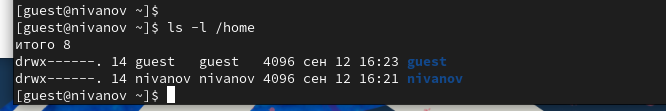 [guest@nivanov ~]$
[guest@nivanov ~]$ ls -l /home
итого 8
drwx------. 14 guest   guest   4096 сен 12 16:23 guest
drwx------. 14 nivanov nivanov 4096 сен 12 16:21 nivanov
[guest@nivanov ~]$